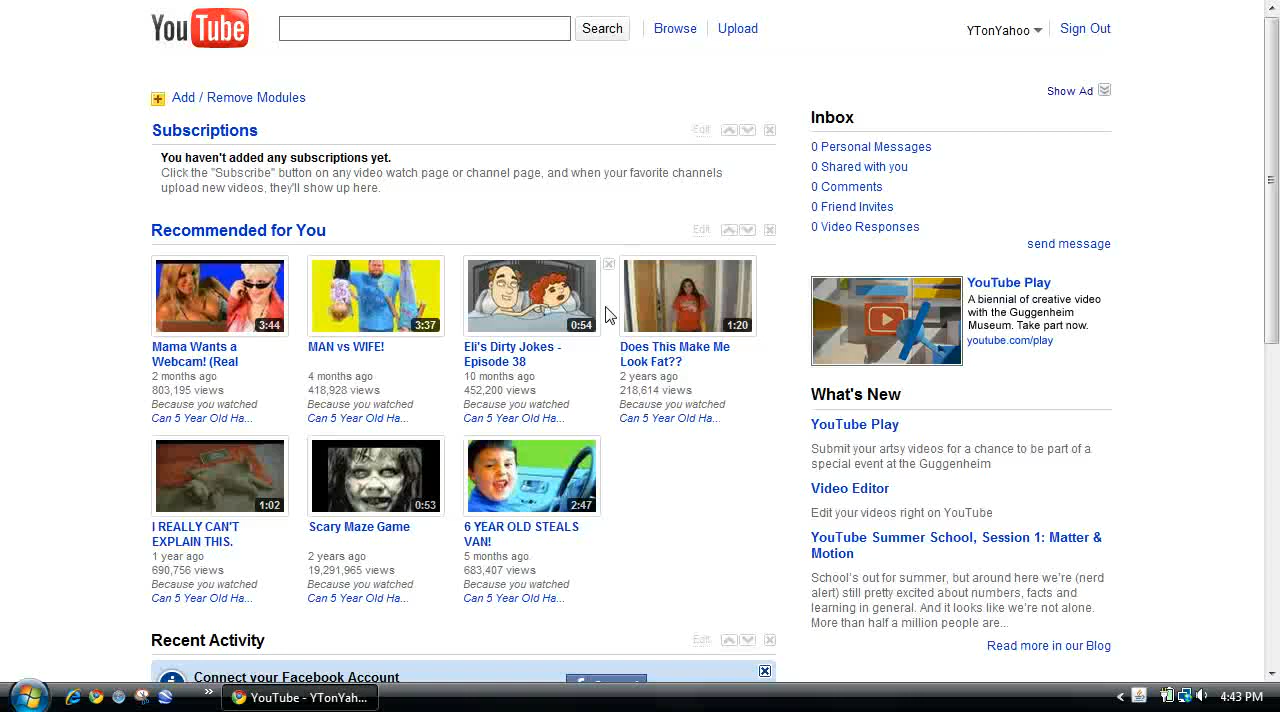 YouTube
Search
Browse
Upload
YTonYahoo
Sign Out
Add / Remove Modules
Show Ad
Subscriptions
Edit
You haven't added any subscriptions yet.
Click the "Subscribe" button on any video watch page or channel page, and when your favorite channels
upload new videos, they'll show up here.
Recommended for You
Edit
3:44
Mama Wants a
Webcam! (Real
2 months ago
803,195 views
Because you watched
Can 5 Year Old Ha...
3:37
MAN vs WIFE!
4 months ago
418,928 views
Because you watched
Can 5 Year Old Ha...
0:54
Eli's Dirty Jokes -
Episode 38
10 months ago
452,200 views
Because you watched
Can 5 Year Old Ha...
1:20
Does This Make Me
Look Fat??
2 years ago
218,614 views
Because you watched
Can 5 Year Old Ha...
1:02
I REALLY CAN'T
EXPLAIN THIS.
1 year ago
690,756 views
Because you watched
Can 5 Year Old Ha...
0:53
Scary Maze Game
2 years ago
19,291,965 views
Because you watched
Can 5 Year Old Ha...
2:47
6 YEAR OLD STEALS
VAN!
5 months ago
683,407 views
Because you watched
Can 5 Year Old Ha...
Recent Activity
Edit
Connect your Facebook Account
Inbox
0 Personal Messages
0 Shared with you
0 Comments
0 Friend Invites
0 Video Responses
send message
YouTube Play
A biennial of creative video
with the Guggenheim
Museum. Take part now.
youtube.com/play
What's New
YouTube Play
Submit your artsy videos for a chance to be part of a
special event at the Guggenheim
Video Editor
Edit your videos right on YouTube
YouTube Summer School, Session 1: Matter &
Motion
School's out for summer, but around here we're (nerd
alert) still pretty excited about numbers, facts and
learning in general. And it looks like we're not alone.
More than half a million people are...
Read more in our Blog
YouTube - YTonYah...
4:43 PM